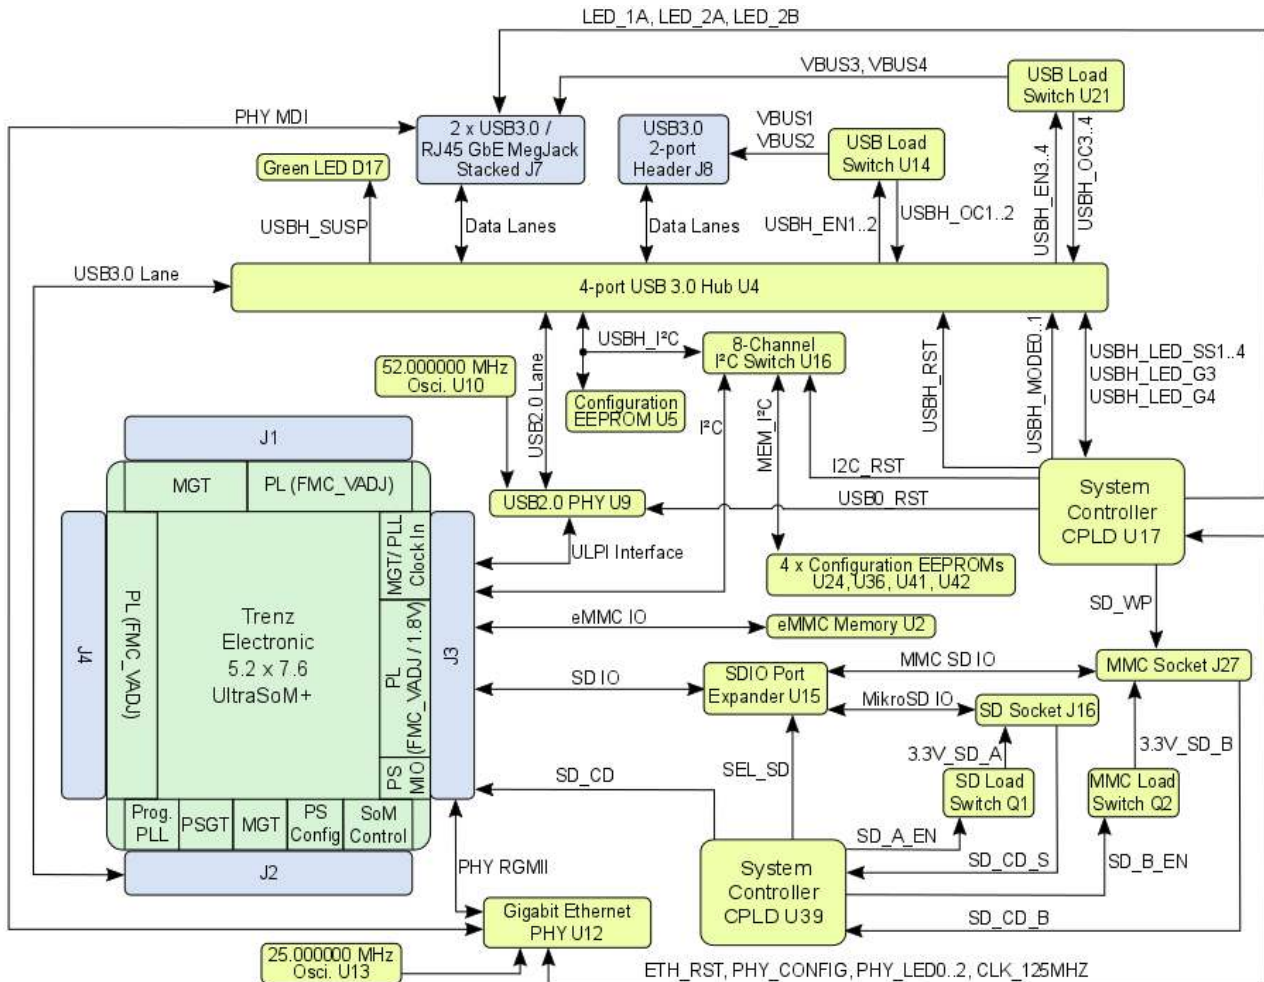 LED_1A, LED_2A, LED_2B
VBUS3, VBUS4
USB Load
Switch U21
PHY MDI
2 x USB3.0 /
RJ45 GbE MegJack
Stacked J7
USB3.0
2-port
Header J8
VBUS1
VBUS2
USB Load
Switch U14
Green LED D17
USBH_SUSP
Data Lanes
Data Lanes
USBH_EN1..2
USBH_OC1..2
USBH_EN3..4
USBH_OC3..4
USB3.0 Lane
4-port USB 3.0 Hub U4
USBH_I²C
8-Channel
I²C Switch U16
52.000000 MHz
Osci. U10
USB2.0 Lane
Configuration
EEPROM U5
I²C
MEM_I²C
USBH_RST
USBH_MODE0..1
USBH_LED_SS1..4
USBH_LED_G3
USBH_LED_G4
J1
MGT
PL (FMC_VADJ)
I2C_RST
USB0_RST
USB2.0 PHY U9
System
Controller
CPLD U17
ULPI Interface
MGT/ PLL
Clock In
4 x Configuration EEPROMs
U24, U36, U41, U42
SD_WP
J4
PL (FMC_VADJ)
Trenz
Electronic
5.2 x 7.6
UltraSoM+
PL
(FMC_VADJ / 1.8V)
J3
eMMC IO
eMMC Memory U2
SD IO
SDIO Port
Expander U15
MMC SD IO
MMC Socket J27
MikroSD IO
SD Socket J16
PS
MIO
SD_CD
SEL_SD
3.3V_SD_A
3.3V_SD_B
SD Load
Switch Q1
MMC Load
Switch Q2
Prog.
PLL
PSGT
MGT
PS
Config
SoM
Control
J2
PHY RGMII
System
Controller
CPLD U39
SD_A_EN
SD_CD_S
SD_B_EN
SD_CD_B
Gigabit Ethernet
PHY U12
25.000000 MHz
Osci. U13
ETH_RST, PHY_CONFIG, PHY_LED0..2, CLK_125MHZ